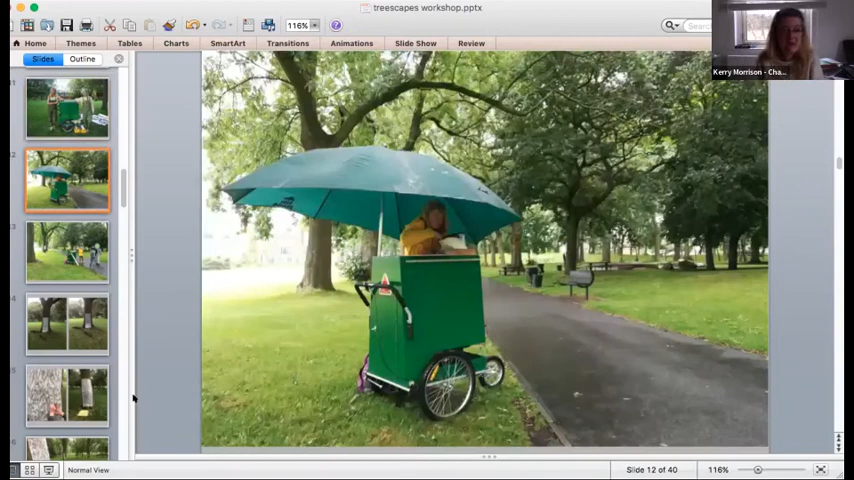 treescapes workshop.pptx
116%
Search
Home Themes Tables Charts SmartArt Transitions Animations Slide Show Review
Kerry Morrison - Cha...
Slides Outline
Normal View
Slide 12 of 40
116%